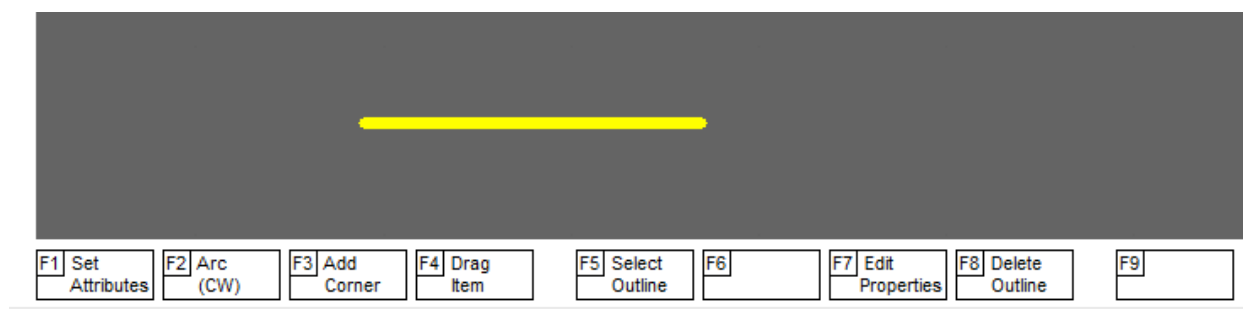 F1 Set
Attributes
F2 Arc
(CW)
F3 Add
Corner
F4 Drag
Item
F5 Select
Outline
F6
F7 Edit
Properties
F8 Delete
Outline
F9